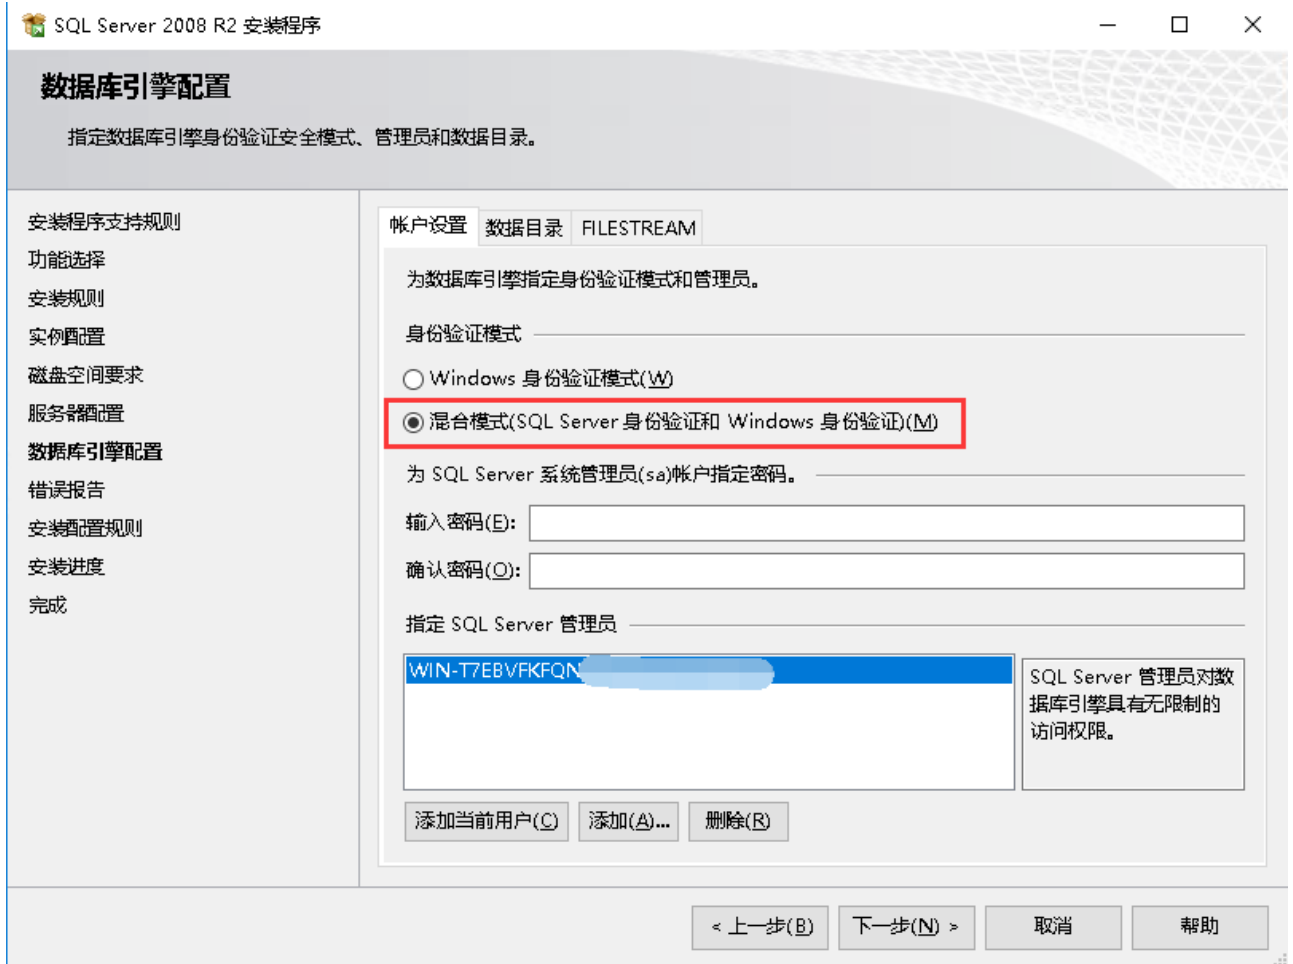 SQL Server 2008 R2 安装程序
数据库引擎配置
指定数据库引擎身份验证安全模式、管理员和数据目录。
安装程序支持规则
功能选择
安装规则
实例配置
磁盘空间要求
服务器配置
数据库引擎配置
错误报告
安装配置规则
安装进度
完成
帐户设置 数据目录 FILESTREAM
为数据库引擎指定身份验证模式和管理员。
身份验证模式
Windows 身份验证模式(W)
混合模式(SQL Server 身份验证和 Windows 身份验证)(M)
为 SQL Server 系统管理员(sa)帐户指定密码。
输入密码(E):
确认密码(O):
指定 SQL Server 管理员
WIN-T7EBVFKFQN
SQL Server 管理员对数
据库引擎具有无限制的
访问权限。
添加当前用户(C) 添加(A)... 删除(R)
< 上一步(B) 下一步(N) > 取消 帮助